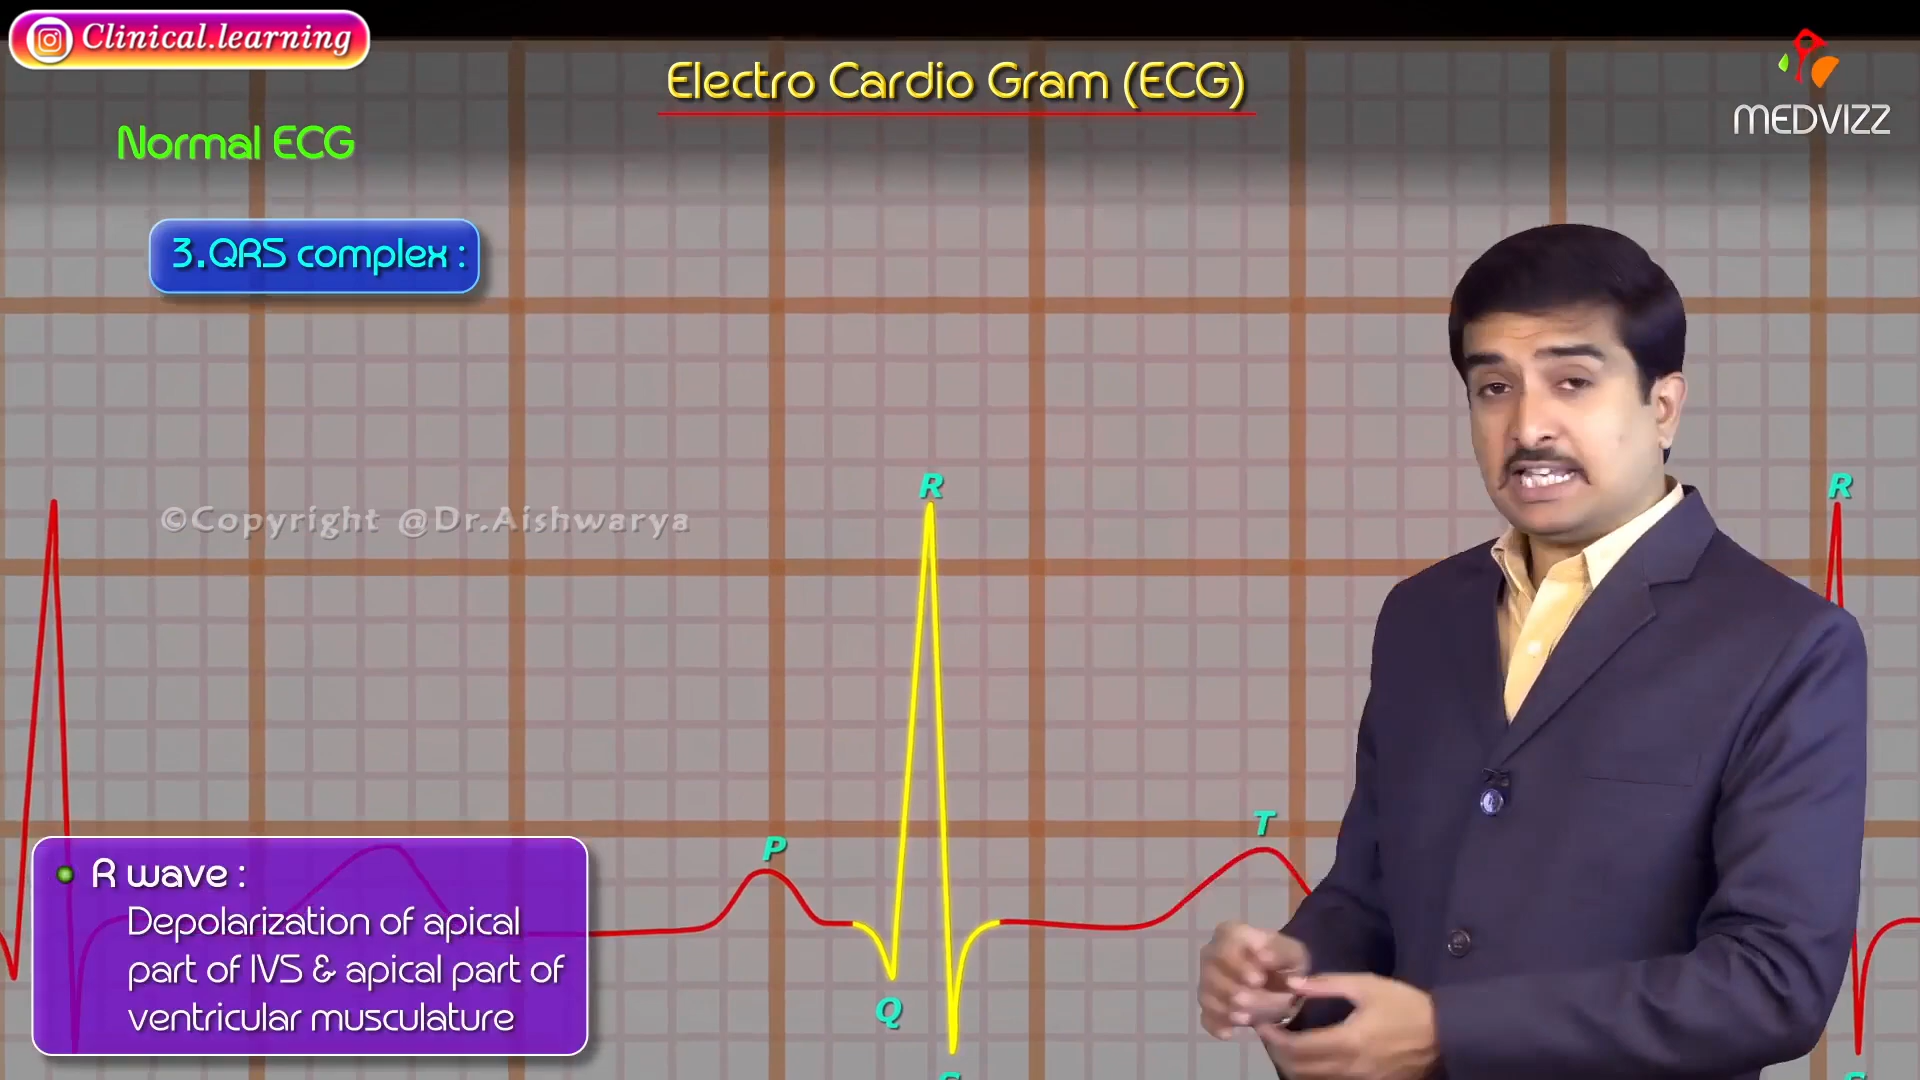 Clinical.learning
Electro Cardio Gram (ECG)
MEDVIZZ
Normal ECG
3.QRS complex :
R
R
©Copyright @Dr.Aishwarya
T
P
R wave :
Depolarization of apical
part of IVS & apical part of
ventricular musculature
Q
S
S